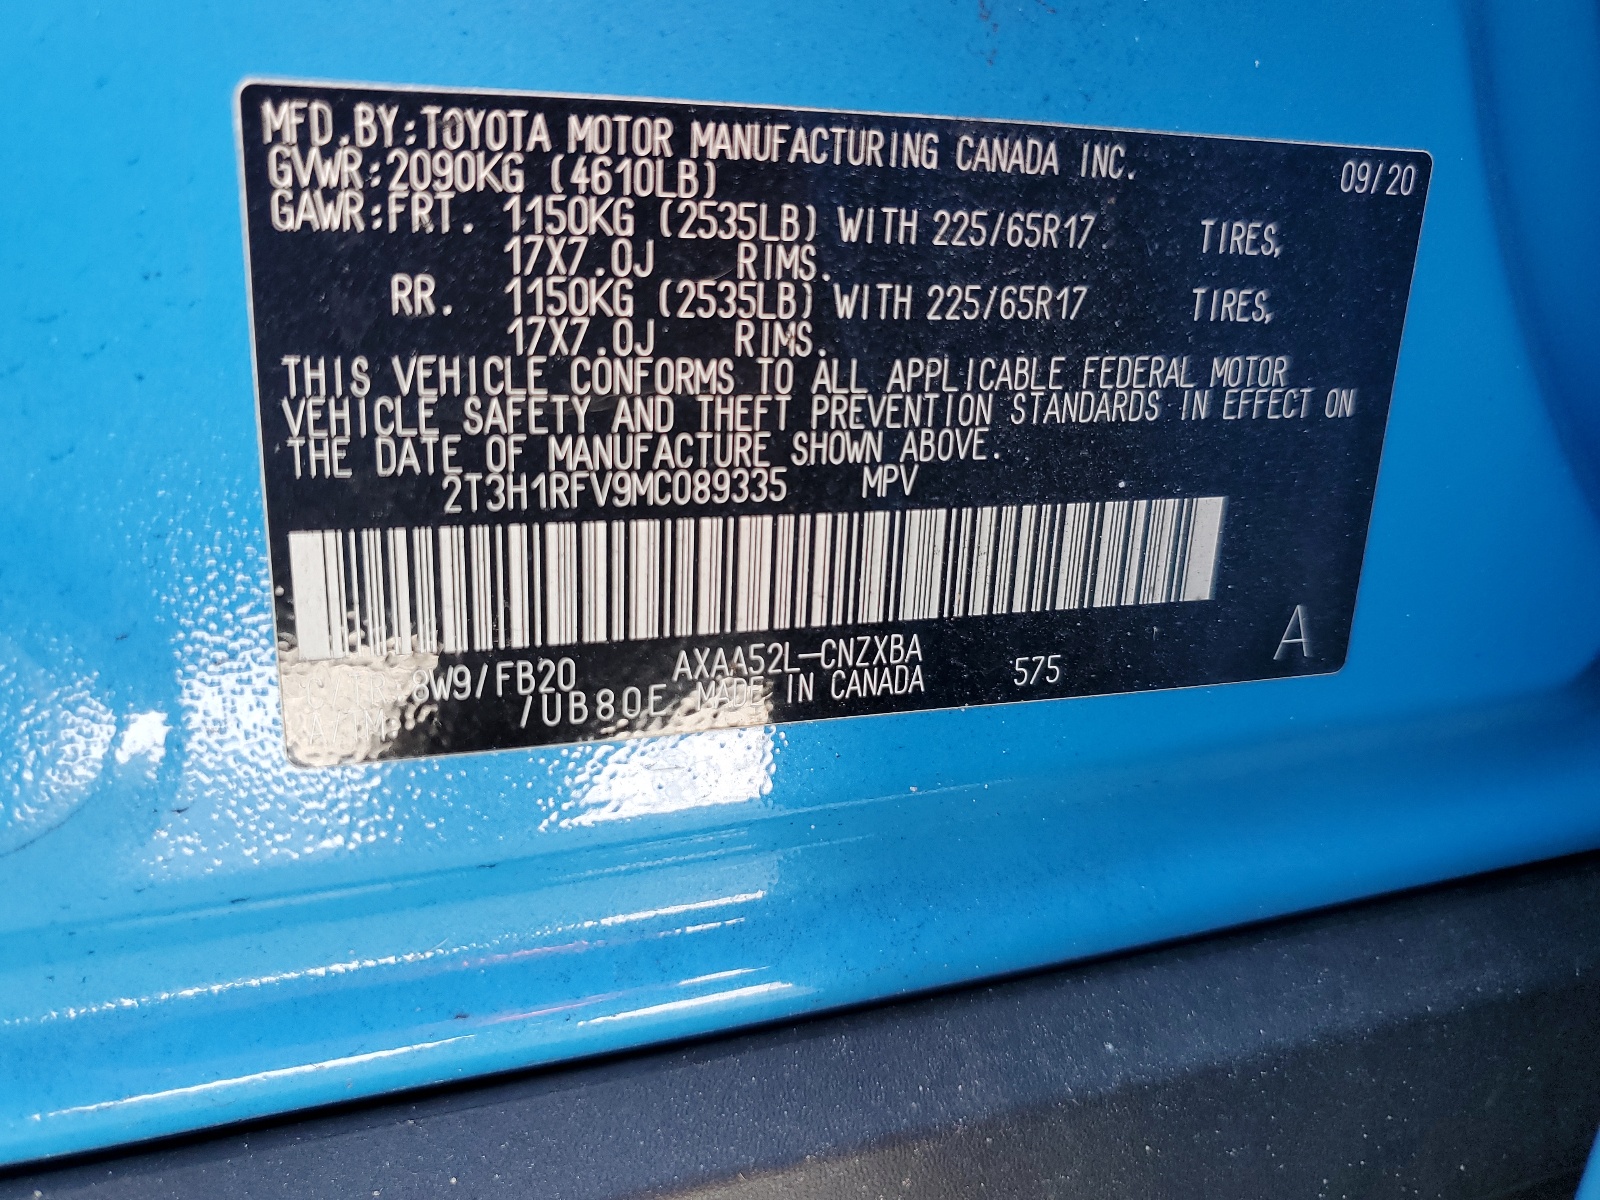 MFD.BY:TOYOTA MOTOR MANUFACTURING CANADA INC. 09/20
GVWR:2090KG (4610LB)
GAWR:FRT. 1150KG (2535LB) WITH 225/65R17 TIRES,
17X7.0J RIMS.
RR. 1150KG (2535LB) WITH 225/65R17 TIRES,
17X7.0J RIMS.
THIS VEHICLE CONFORMS TO ALL APPLICABLE FEDERAL MOTOR
VEHICLE SAFETY AND THEFT PREVENTION STANDARDS IN EFFECT ON
THE DATE OF MANUFACTURE SHOWN ABOVE.
2T3H1RFV9MC089335 MPV
C/TR:8W9/FB20 AXAA52L-CNZXBA 575 A
A/TM /UB80F MADE IN CANADA